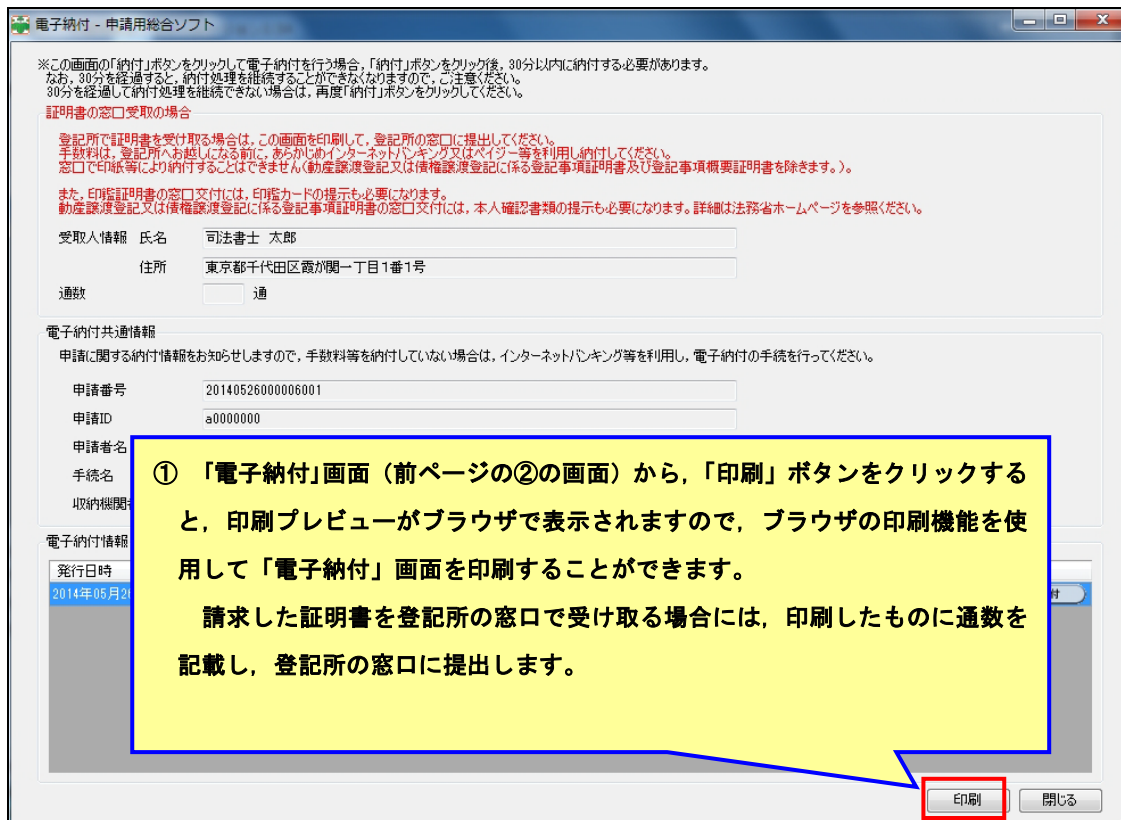 電子納付 - 申請用総合ソフト
※この画面の「納付」ボタンをクリックして電子納付を行う場合，「納付」ボタンをクリック後，30分以内に納付する必要があります。
なお，30分を経過すると，納付処理を継続することができなくなりますので，ご注意ください。
30分を経過して納付処理を継続できない場合は，再度「納付」ボタンをクリックしてください。
証明書の窓口受取の場合
登記所で証明書を受け取る場合は，この画面を印刷して，登記所の窓口に提出してください。
手数料は，登記所へお越しになる前に，あらかじめインターネットバンキング又はペイジー等を利用し納付してください。
窓口で印紙等により納付することはできません（動産譲渡登記又は債権譲渡登記に係る登記事項証明書及び登記事項概要証明書を除きます。）。
また，印鑑証明書の窓口交付には，印鑑カードの提示も必要になります。
動産譲渡登記又は債権譲渡登記に係る登記事項証明書の窓口交付には，本人確認書類の提示も必要になります。詳細は法務省ホームページを参照ください。
受取人情報 氏名 司法書士 太郎
住所 東京都千代田区霞が関一丁目1番1号
通数 通
電子納付共通情報
申請に関する納付情報をお知らせしますので，手数料等を納付していない場合は，インターネットバンキング等を利用し，電子納付の手続を行ってください。
申請番号 20140526000006001
申請ID a0000000
申請者名
手続名
収納機関
電子納付情報
発行日時
2014年05月2
付
① 「電子納付」画面（前ページの②の画面）から，「印刷」ボタンをクリックする
と，印刷プレビューがブラウザで表示されますので，ブラウザの印刷機能を使
用して「電子納付」画面を印刷することができます。
請求した証明書を登記所の窓口で受け取る場合には，印刷したものに通数を
記載し，登記所の窓口に提出します。
印刷 閉じる